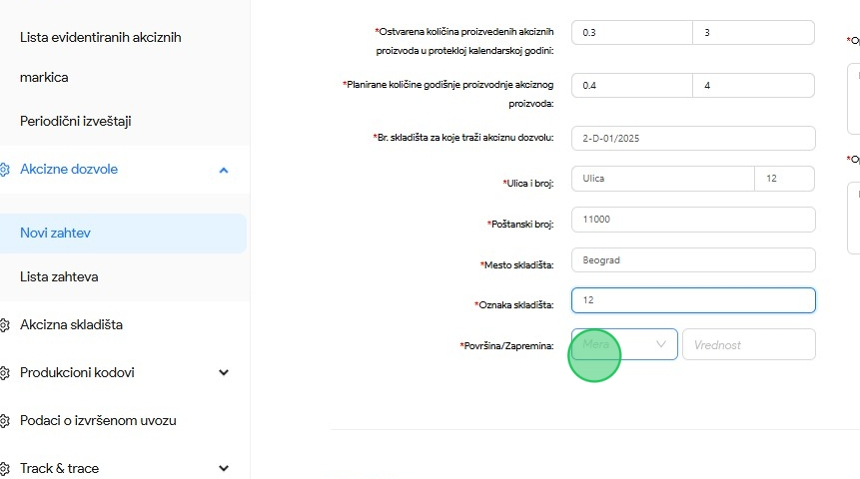 Lista evidentiranih akciznih
markica
Periodični izveštaji
Akcizne dozvole
Novi zahtev
Lista zahteva
Akcizna skladišta
Produkcioni kodovi
Podaci o izvršenom uvozu
Track & trace
*Ostvarena količina proizvedenih akciznih
proizvoda u protekloj kalendarskoj godini:
0.3 3
*Planirane količine godišnje proizvodnje akciznog
proizvoda:
0.4 4
*Br. skladišta za koje traži akciznu dozvolu: 2-D-01/2025
*Ulica i broj: Ulica 12
*Poštanski broj: 11000
*Mesto skladišta: Beograd
*Oznaka skladišta: 12
*Površina/Zapremina: Mera Vrednost